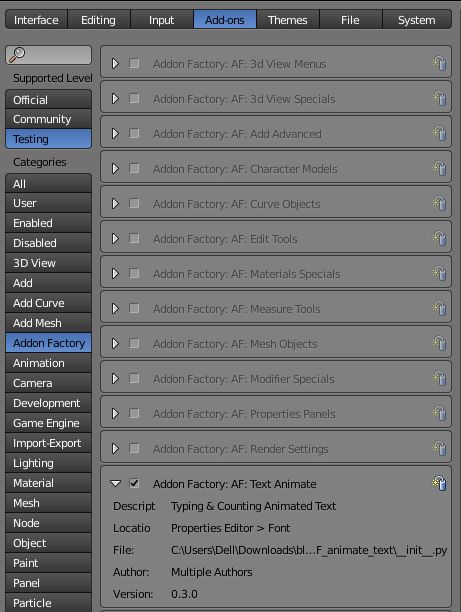 Interface Editing Input Add-ons Themes File System
Supported Level
Official
Community
Testing
Categories
All
User
Enabled
Disabled
3D View
Add
Add Curve
Add Mesh
Addon Factory
Animation
Camera
Development
Game Engine
Import-Export
Lighting
Material
Mesh
Node
Object
Paint
Panel
Particle
Addon Factory: AF: 3d View Menus
Addon Factory: AF: 3d View Specials
Addon Factory: AF: Add Advanced
Addon Factory: AF: Character Models
Addon Factory: AF: Curve Objects
Addon Factory: AF: Edit Tools
Addon Factory: AF: Materials Specials
Addon Factory: AF: Measure Tools
Addon Factory: AF: Mesh Objects
Addon Factory: AF: Modifier Specials
Addon Factory: AF: Properties Panels
Addon Factory: AF: Render Settings
Addon Factory: AF: Text Animate
Descript Typing & Counting Animated Text
Locatio Properties Editor > Font
File: C:\Users\Dell\Downloads\bl...F_animate_text\__init__.py
Author: Multiple Authors
Version: 0.3.0